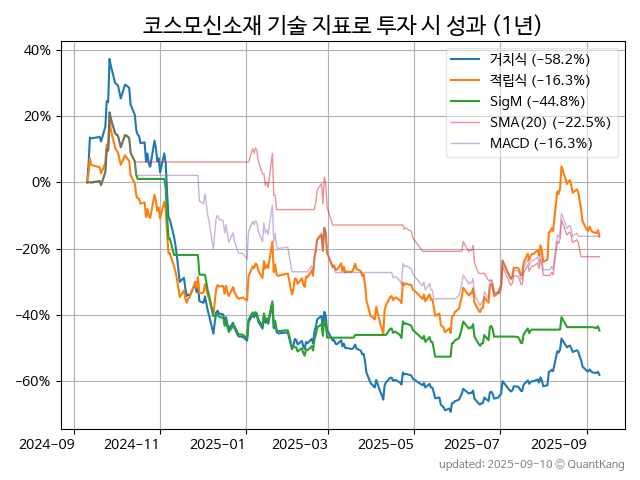 코스모신소재 기술 지표로 투자 시 성과 (1년)
40%
20%
0%
−20%
−40%
−60%
거치식 (−58.2%)
적립식 (−16.3%)
SigM (−44.8%)
SMA(20) (−22.5%)
MACD (−16.3%)
2024-09 2024-11 2025-01 2025-03 2025-05 2025-07 2025-09
updated: 2025-09-10 © QuantKang